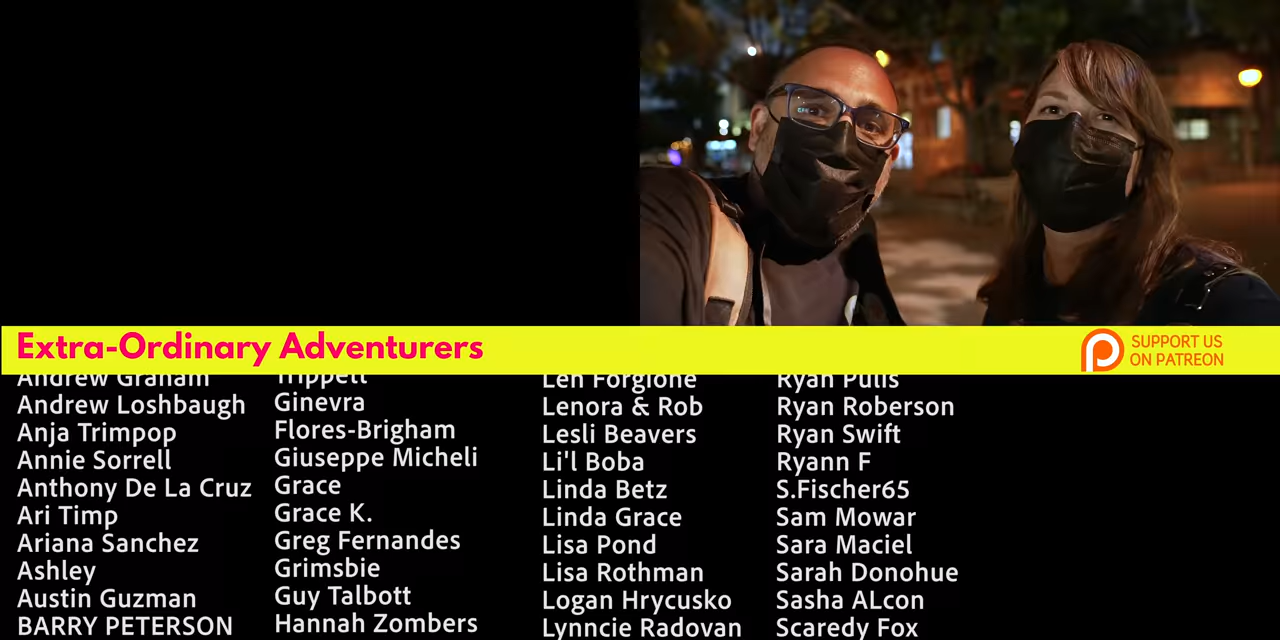 Extra-Ordinary Adventurers
SUPPORT US
ON PATREON
Andrew Graham
Andrew Loshbaugh
Anja Trimpop
Annie Sorrell
Anthony De La Cruz
Ari Timp
Ariana Sanchez
Ashley
Austin Guzman
BARRY PETERSON
Trippett
Ginevra
Flores-Brigham
Giuseppe Micheli
Grace
Grace K.
Greg Fernandes
Grimsbie
Guy Talbott
Hannah Zombers
Len Forgione
Lenora & Rob
Lesli Beavers
Li'l Boba
Linda Betz
Linda Grace
Lisa Pond
Lisa Rothman
Logan Hrycusko
Lynncie Radovan
Ryan Pulis
Ryan Roberson
Ryan Swift
Ryann F
S.Fischer65
Sam Mowar
Sara Maciel
Sarah Donohue
Sasha ALcon
Scaredy Fox